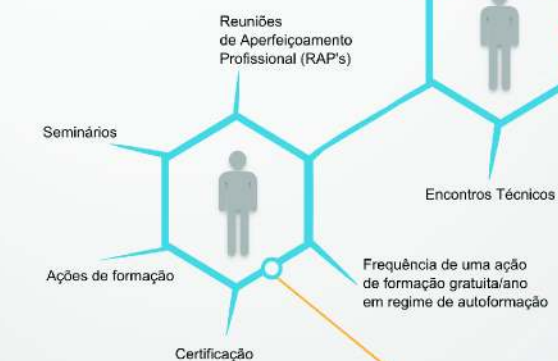 Reuniões
de Aperfeiçoamento
Profissional (RAP's)
Seminários
Encontros Técnicos
Ações de formação
Frequência de uma ação
de formação gratuita/ano
em regime de autoformação
Certificação